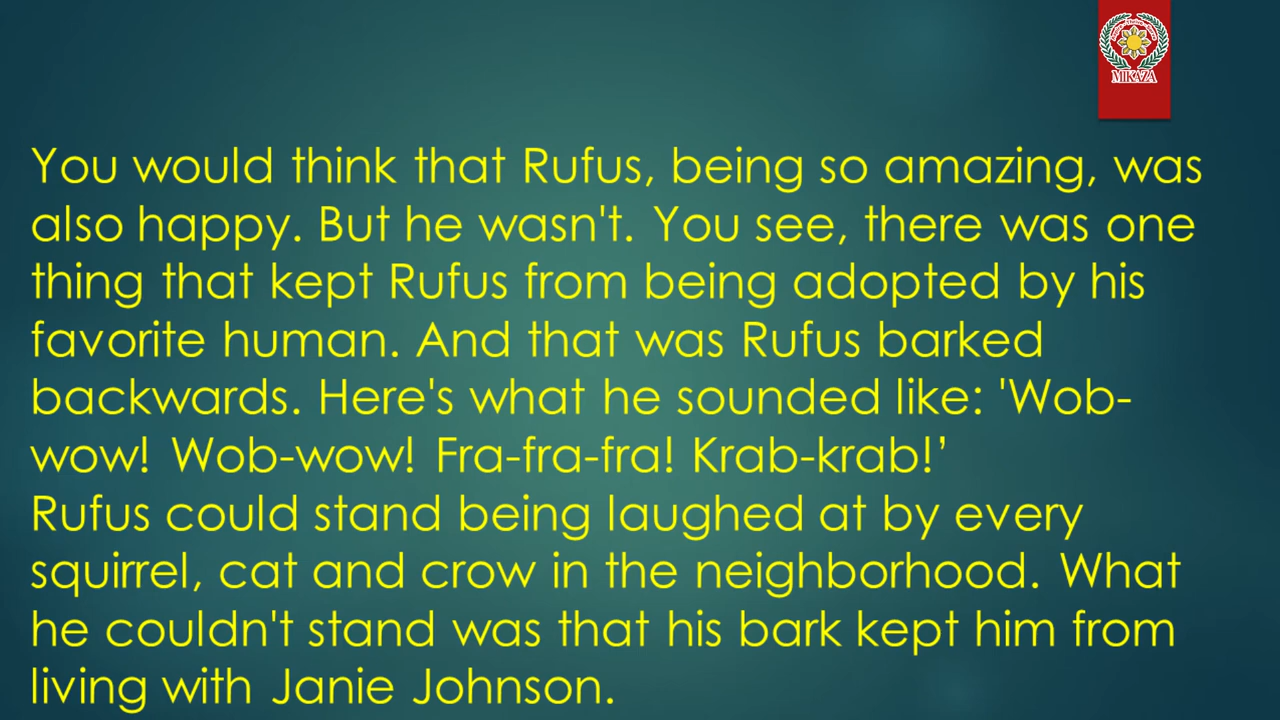 MIKAZA
You would think that Rufus, being so amazing, was
also happy. But he wasn't. You see, there was one
thing that kept Rufus from being adopted by his
favorite human. And that was Rufus barked
backwards. Here's what he sounded like: 'Wob-
wow! Wob-wow! Fra-fra-fra! Krab-krab!’
Rufus could stand being laughed at by every
squirrel, cat and crow in the neighborhood. What
he couldn't stand was that his bark kept him from
living with Janie Johnson.